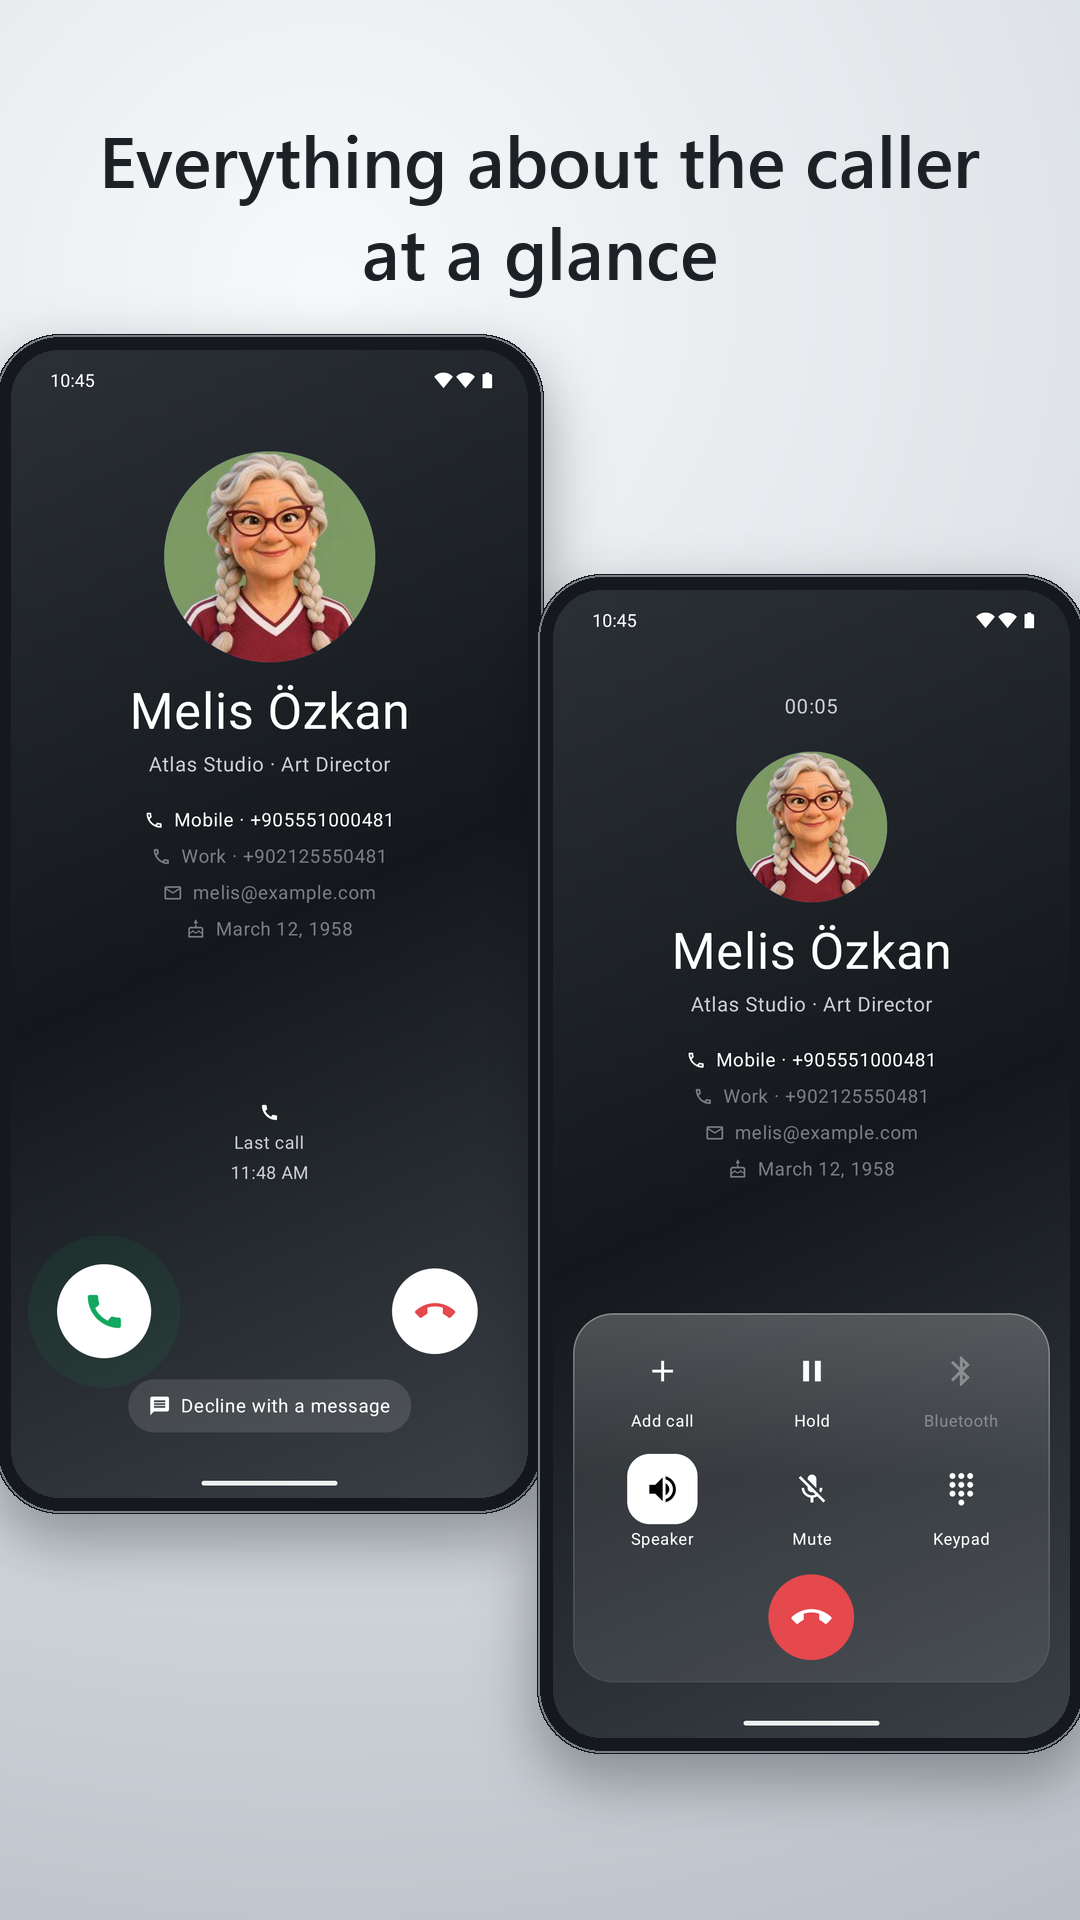 Everything about the caller
at a glance
10:45
Melis Özkan
Atlas Studio · Art Director
Mobile · +905551000481
Work · +902125550481
melis@example.com
March 12, 1958
Last call
11:48 AM
Decline with a message
10:45
00:05
Melis Özkan
Atlas Studio · Art Director
Mobile · +905551000481
Work · +902125550481
melis@example.com
March 12, 1958
Add call Hold Bluetooth
Speaker Mute Keypad